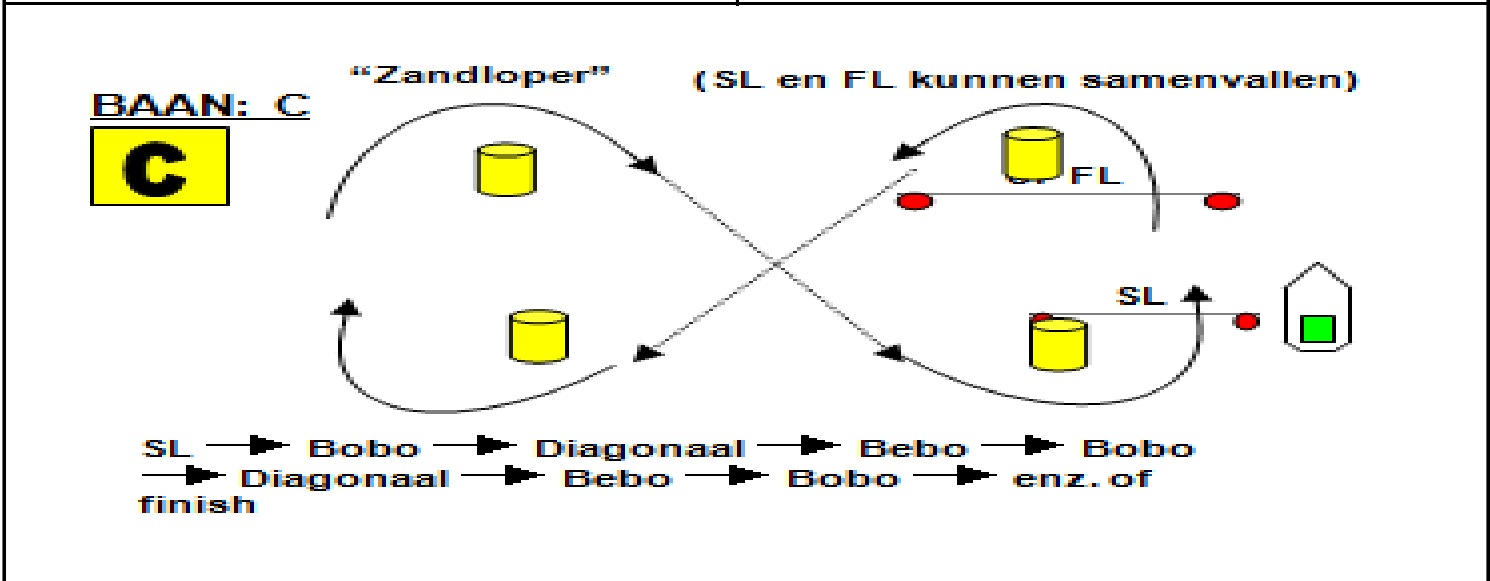 “Zandloper”
(SL en FL kunnen samenvallen)
BAAN: C
C
FL
SL
SL Bobo Diagonaal Bebo Bobo
Diagonaal Bebo Bobo enz. of
finish